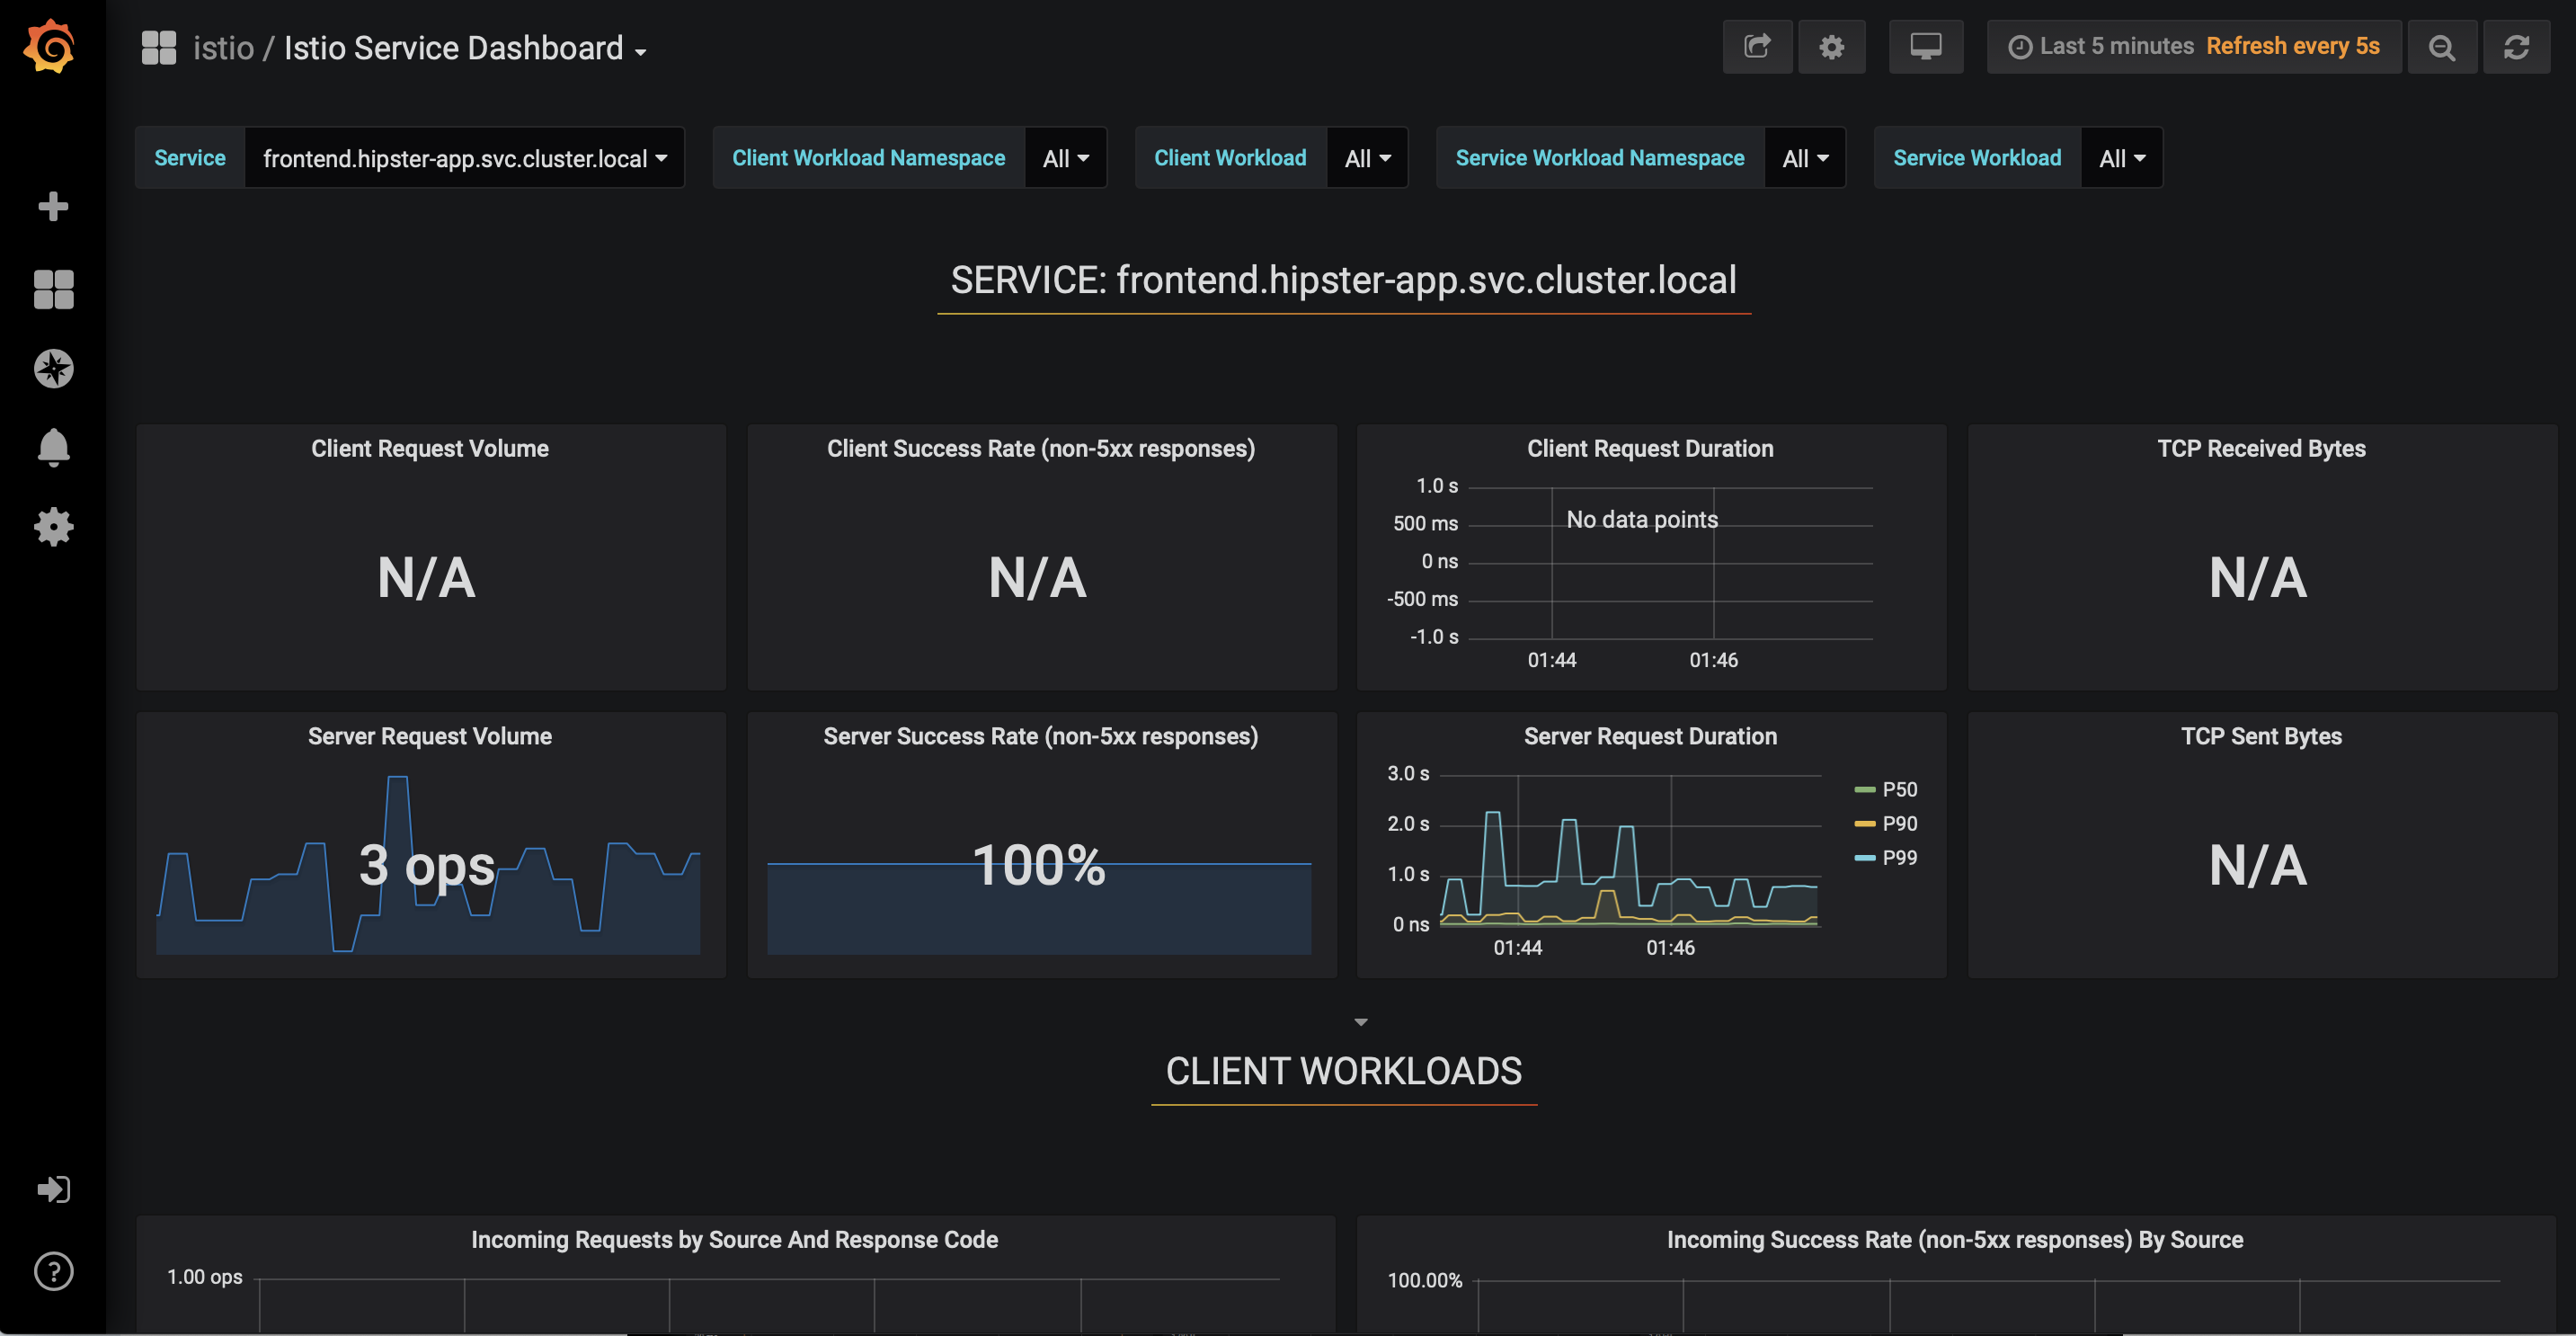 istio / Istio Service Dashboard
Last 5 minutes Refresh every 5s
Service frontend.hipster-app.svc.cluster.local Client Workload Namespace All Client Workload All Service Workload Namespace All Service Workload All
SERVICE: frontend.hipster-app.svc.cluster.local
Client Request Volume
N/A
Client Success Rate (non-5xx responses)
N/A
Client Request Duration
1.0 s
500 ms
0 ns
-500 ms
-1.0 s
No data points
01:44 01:46
TCP Received Bytes
N/A
Server Request Volume
3 ops
Server Success Rate (non-5xx responses)
100%
Server Request Duration
3.0 s
2.0 s
1.0 s
0 ns
01:44 01:46
P50
P90
P99
TCP Sent Bytes
N/A
CLIENT WORKLOADS
Incoming Requests by Source And Response Code
1.00 ops
Incoming Success Rate (non-5xx responses) By Source
100.00%
?